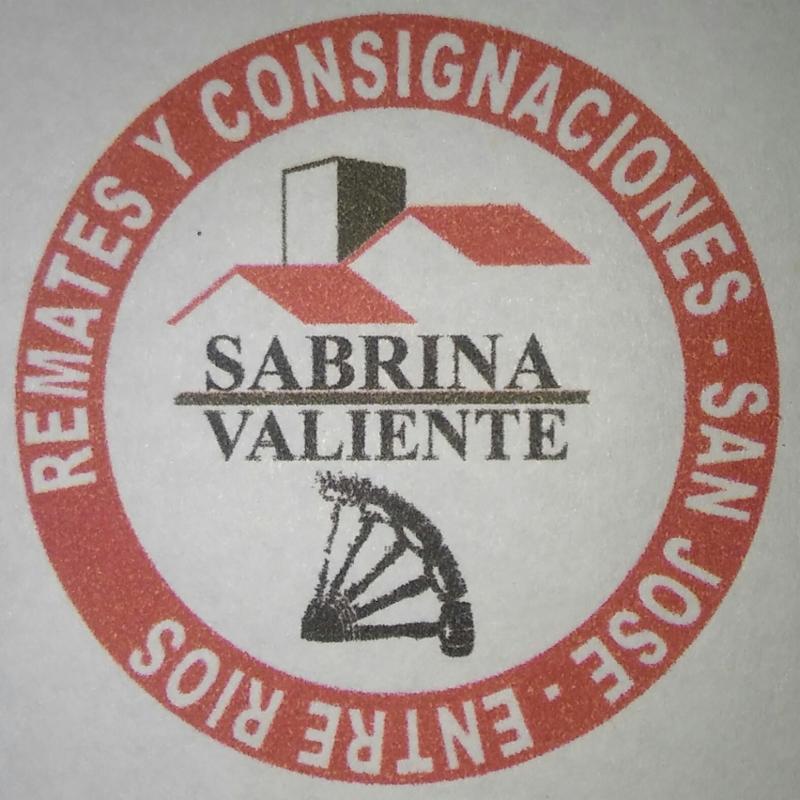 REMATES Y CONSIGNACIONES - SAN JOSE - ENTRE RIOS
SABRINA
VALIENTE